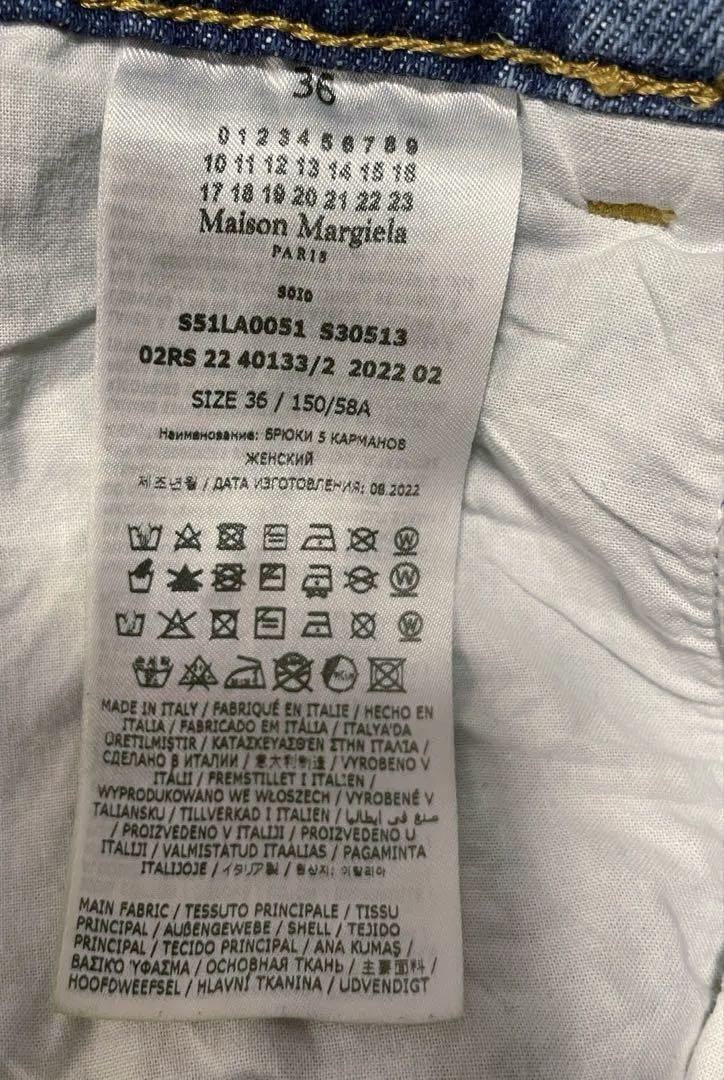 36
0 1 2 3 4 5 6 7 8 9
10 11 12 13 14 15 16
17 18 19 20 21 22 23
Maison Margiela
PARIS
SOIO
S51LA0051 S30513
02RS 22 40133/2 2022 02
SIZE 36 / 150/58A
Наименование: БРЮКИ 5 КАРМАНОВ
ЖЕНСКИЙ
제조년월 / ДАТА ИЗГОТОВЛЕНИЯ: 08.2022
MADE IN ITALY / FABRIQUÉ EN ITALIE / HECHO EN
ITALIA / FABRICADO EM ITÁLIA / ITALYA'DA
ÜRETILMIŞTIR / ΚΑΤΑΣΚΕΥΑΣΘΕΝ ΣΤΗΝ ΙΤΑΛΙΑ /
СДЕЛАНО В ИТАЛИИ / 意大利制造 / VYROBENO V
ITÁLII / FREMSTILLET I ITALIEN /
WYPRODUKOWANO WE WŁOSZECH / VYROBENÉ V
TALIANSKU / TILLVERKAD I ITALIEN / صنع فى ايطاليا
/ PROIZVEDENO V ITALIJI / PROIZVEDENO U
ITALIJI / VALMISTATUD ITAALIAS / PAGAMINTA
ITALIJOJE / イタリア製 / 원산지: 이탈리아
MAIN FABRIC / TESSUTO PRINCIPALE / TISSU
PRINCIPAL / AUßENGEWEBE / SHELL / TEJIDO
PRINCIPAL / TECIDO PRINCIPAL / ANA KUMAŞ /
ΒΑΣΙΚΌ ΎΦΑΣΜΑ / ОСНОВНАЯ ТКАНЬ / 主要面料 /
HOOFDWEEFSEL / HLAVNÍ TKANINA / UDVENDIGT